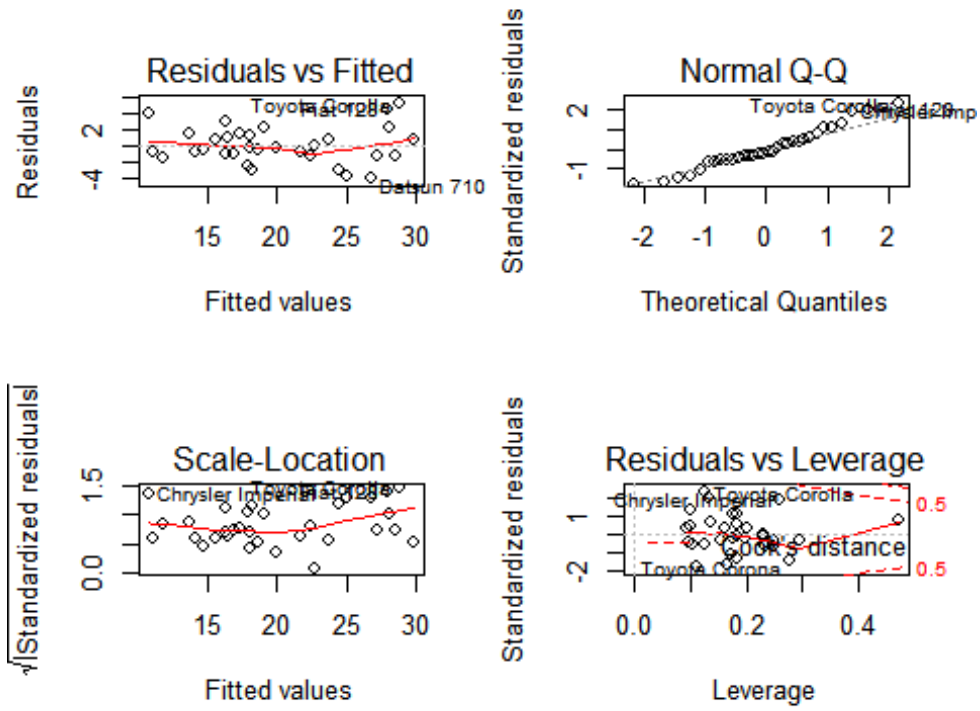 Residuals vs Fitted
Residuals
Toyota Corolla
Fiat 128
Datsun 710
2
-4
15 20 25 30
Fitted values
Normal Q-Q
Standardized residuals
Toyota Corolla
Chrysler Imp
2
-1
-2 -1 0 1 2
Theoretical Quantiles
Scale-Location
√|Standardized residuals|
Chrysler Imperial
Toyota Corolla
Fiat 128
1.5
0.0
15 20 25 30
Fitted values
Residuals vs Leverage
Standardized residuals
Chrysler Imperial
Toyota Corolla
0.5
Cook's distance
Toyota Corona
0.5
1
-2
0.0 0.2 0.4
Leverage